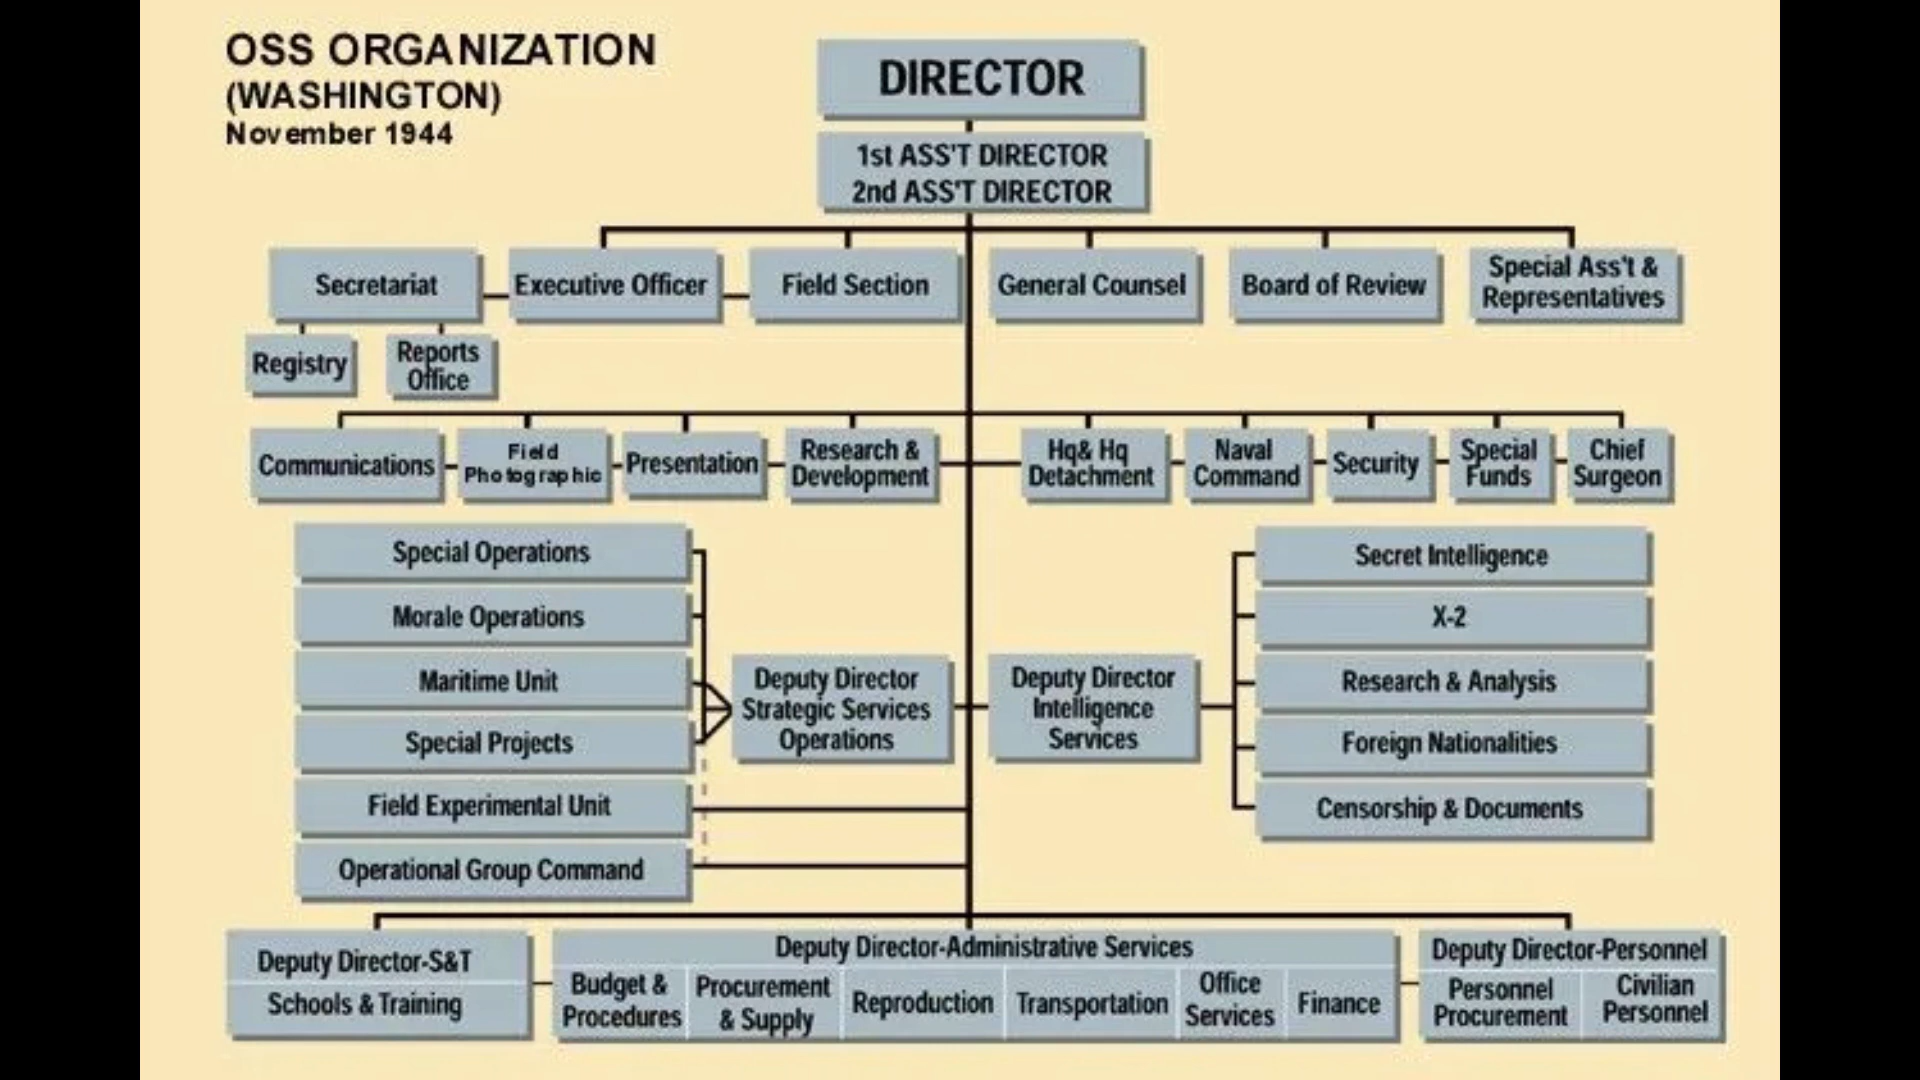 OSS ORGANIZATION
(WASHINGTON)
November 1944
DIRECTOR
1st ASS'T DIRECTOR
2nd ASS'T DIRECTOR
Secretariat
Executive Officer
Field Section
General Counsel
Board of Review
Special Ass't &
Representatives
Registry
Reports
Office
Communications
Field
Photographic
Presentation
Research &
Development
Hq& Hq
Detachment
Naval
Command
Security
Special
Funds
Chief
Surgeon
Special Operations
Morale Operations
Maritime Unit
Special Projects
Field Experimental Unit
Operational Group Command
Deputy Director
Strategic Services
Operations
Deputy Director
Intelligence
Services
Secret Intelligence
X-2
Research & Analysis
Foreign Nationalities
Censorship & Documents
Deputy Director-S&T
Schools & Training
Deputy Director-Administrative Services
Budget &
Procedures
Procurement
& Supply
Reproduction
Transportation
Office
Services
Finance
Deputy Director-Personnel
Personnel
Procurement
Civilian
Personnel